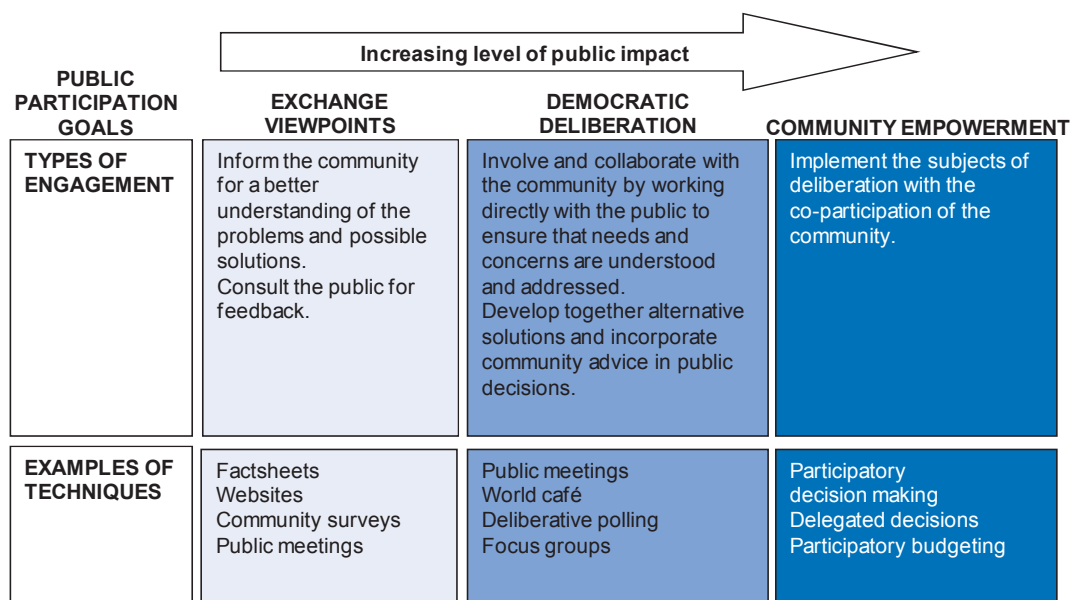 Increasing level of public impact
PUBLIC
PARTICIPATION
GOALS
EXCHANGE
VIEWPOINTS
DEMOCRATIC
DELIBERATION
COMMUNITY EMPOWERMENT
TYPES OF
ENGAGEMENT
Inform the community
for a better
understanding of the
problems and possible
solutions.
Consult the public for
feedback.
Involve and collaborate with
the community by working
directly with the public to
ensure that needs and
concerns are understood
and addressed.
Develop together alternative
solutions and incorporate
community advice in public
decisions.
Implement the subjects of
deliberation with the
co-participation of the
community.
EXAMPLES OF
TECHNIQUES
Factsheets
Websites
Community surveys
Public meetings
Public meetings
World café
Deliberative polling
Focus groups
Participatory
decision making
Delegated decisions
Participatory budgeting